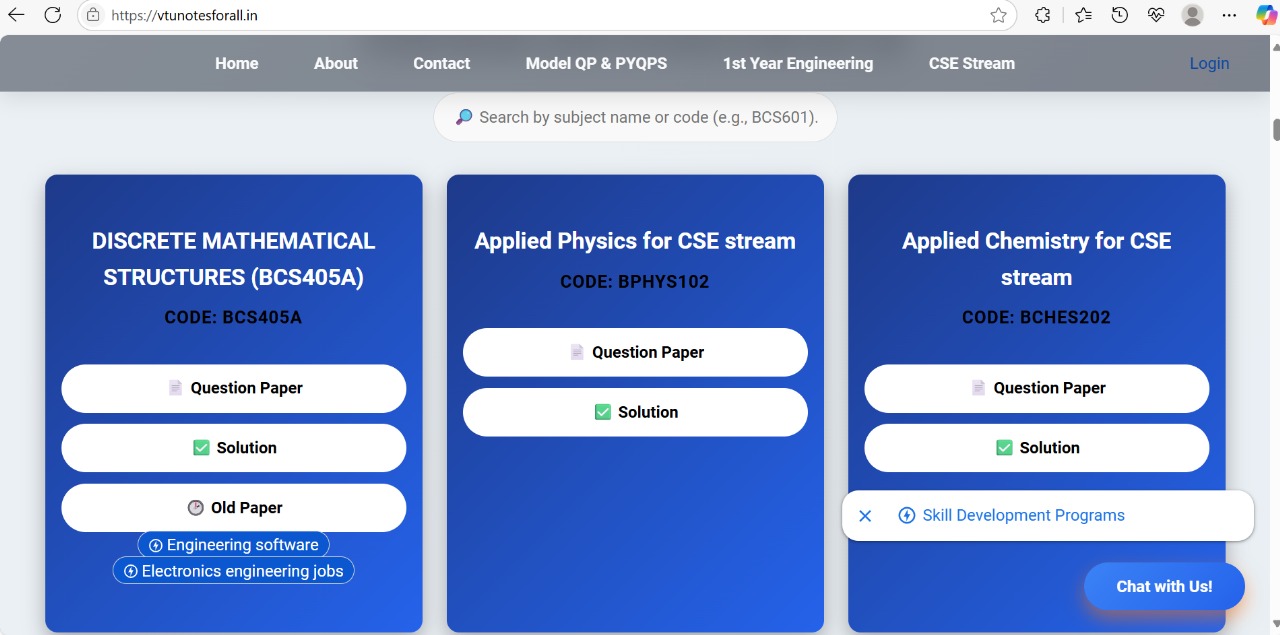 https://vtunotesforall.in
Home About Contact Model QP & PYQPS 1st Year Engineering CSE Stream Login
Search by subject name or code (e.g., BCS601).
DISCRETE MATHEMATICAL
STRUCTURES (BCS405A)
CODE: BCS405A
Question Paper
Solution
Old Paper
Engineering software
Electronics engineering jobs
Applied Physics for CSE stream
CODE: BPHYS102
Question Paper
Solution
Applied Chemistry for CSE
stream
CODE: BCHES202
Question Paper
Solution
Skill Development Programs
Chat with Us!